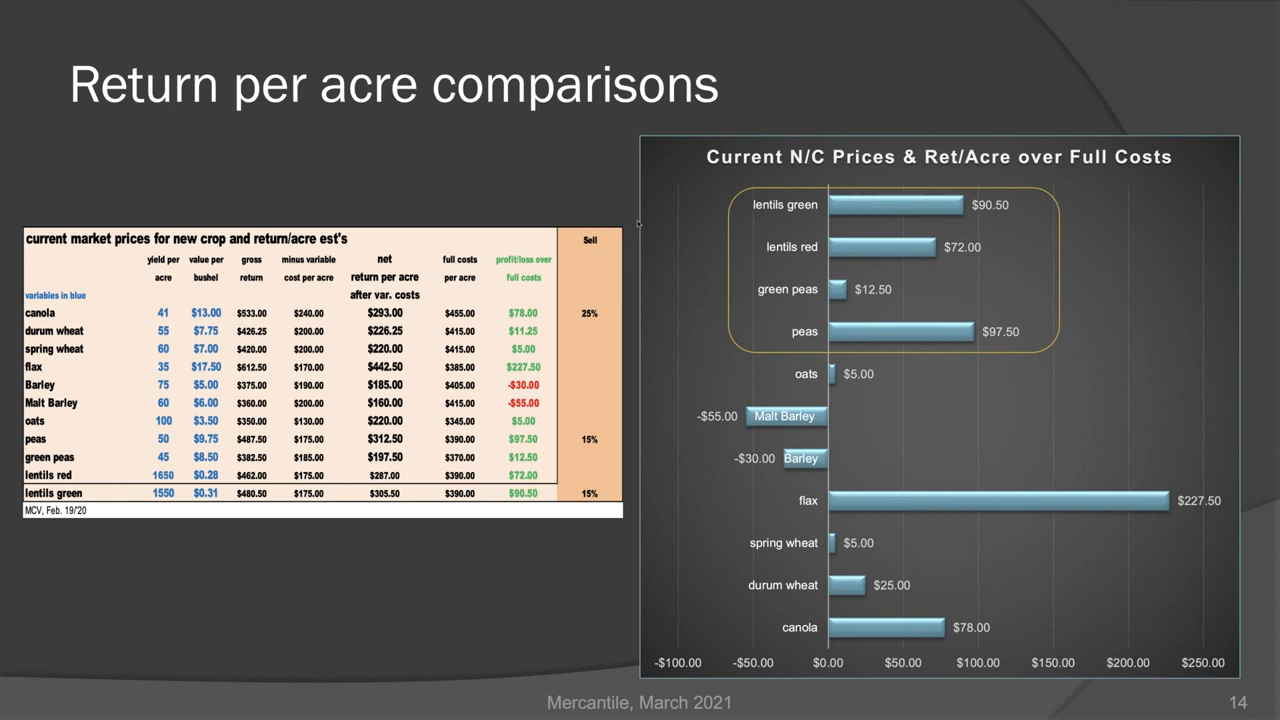 Return per acre comparisons
current market prices for new crop and return/acre est's Sell
yield per value per gross minus variable net full costs profit/loss over
acre bushel return cost per acre return per acre per acre full costs
variables in blue after var. costs
canola 41 $13.00 $533.00 $240.00 $293.00 $455.00 $78.00 25%
durum wheat 55 $7.75 $426.25 $200.00 $226.25 $415.00 $11.25
spring wheat 60 $7.00 $420.00 $200.00 $220.00 $415.00 $5.00
flax 35 $17.50 $612.50 $170.00 $442.50 $385.00 $227.50
Barley 75 $5.00 $375.00 $190.00 $185.00 $405.00 -$30.00
Malt Barley 60 $6.00 $360.00 $200.00 $160.00 $415.00 -$55.00
oats 100 $3.50 $350.00 $130.00 $220.00 $345.00 $5.00
peas 50 $9.75 $487.50 $175.00 $312.50 $390.00 $97.50 15%
green peas 45 $8.50 $382.50 $185.00 $197.50 $370.00 $12.50
lentils red 1650 $0.28 $462.00 $175.00 $287.00 $390.00 $72.00
lentils green 1550 $0.31 $480.50 $175.00 $305.50 $390.00 $90.50 15%
MCV, Feb. 19/'20
Current N/C Prices & Ret/Acre over Full Costs
lentils green $90.50
lentils red $72.00
green peas $12.50
peas $97.50
oats $5.00
-$55.00 Malt Barley
-$30.00 Barley
flax $227.50
spring wheat $5.00
durum wheat $25.00
canola $78.00
-$100.00 -$50.00 $0.00 $50.00 $100.00 $150.00 $200.00 $250.00
Mercantile, March 2021 14